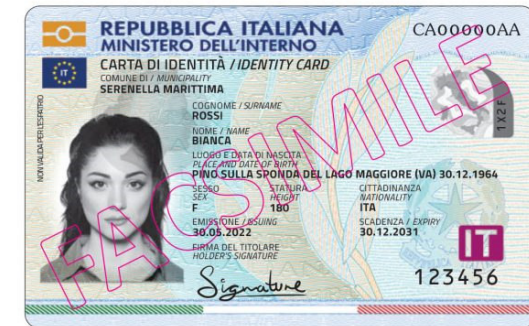 REPUBBLICA ITALIANA
CA00000AA
MINISTERO DELL'INTERNO
IT
CARTA DI IDENTITÀ / IDENTITY CARD
COMUNE DI / MUNICIPALITY
SERENELLA MARITTIMA
NON VALIDA PER L'ESPATRIO
COGNOME / SURNAME
ROSSI
1X2F
NOME / NAME
BIANCA
LUOGO E DATA DI NASCITA
PLACE AND DATE OF BIRTH
PINO SULLA SPONDA DEL LAGO MAGGIORE (VA) 30.12.1964
SESSO STATURA CITTADINANZA
SEX HEIGHT NATIONALITY
F 180 ITA
EMISSIONE / ISSUING SCADENZA / EXPIRY
30.05.2022 30.12.2031
FIRMA DEL TITOLARE
HOLDER'S SIGNATURE
Signature
IT
123456
FACSIMILE